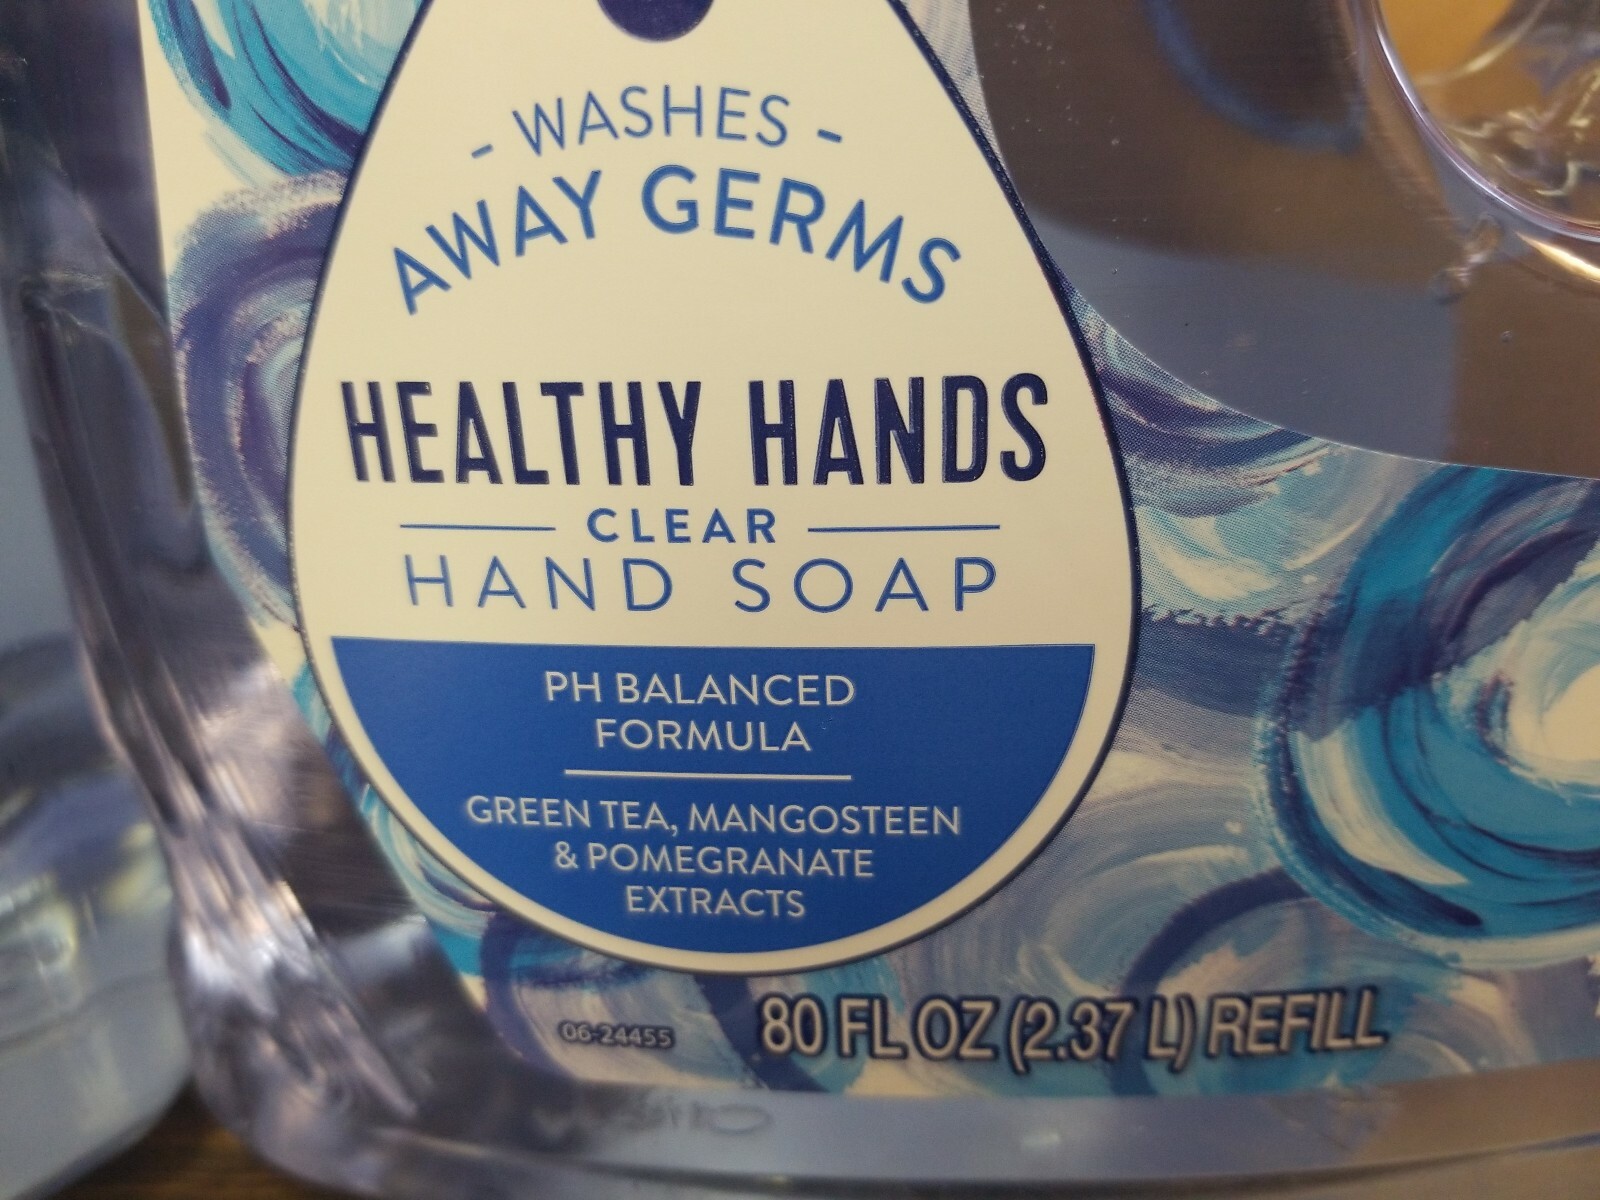 - WASHES -
AWAY GERMS
HEALTHY HANDS
CLEAR
HAND SOAP
PH BALANCED
FORMULA
GREEN TEA, MANGOSTEEN
& POMEGRANATE
EXTRACTS
06-24455
80 FL OZ (2.37 L) REFILL